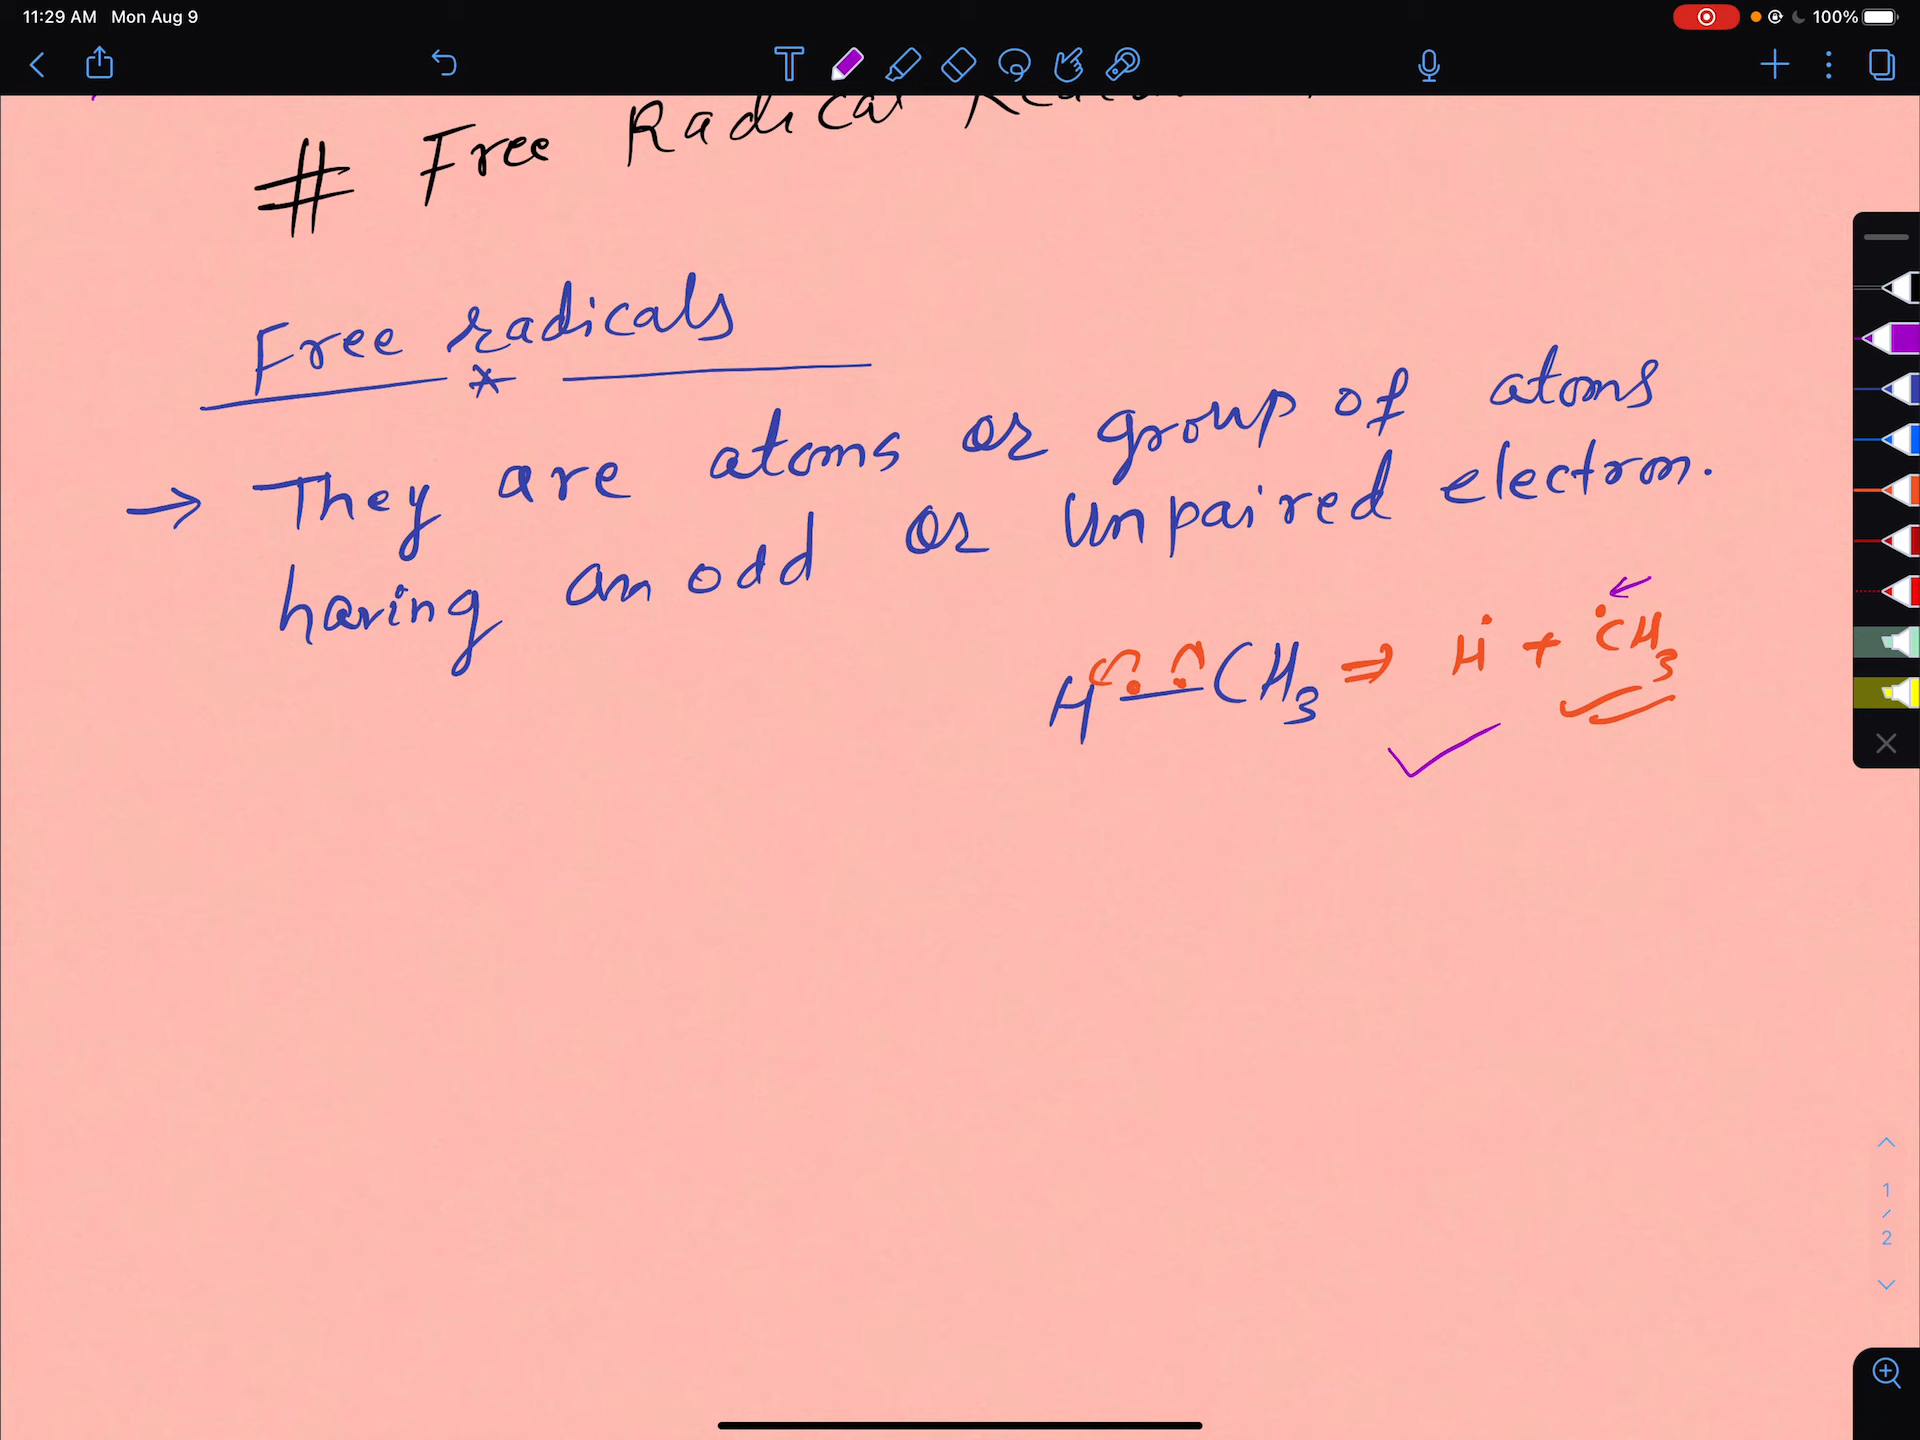 11:29 AM Mon Aug 9
100%
# Free Radical
Free radicals
→ They are atoms or group of atoms
having an odd or unpaired electron.
H — CH3 ⇒ H• + •CH3
1
/
2